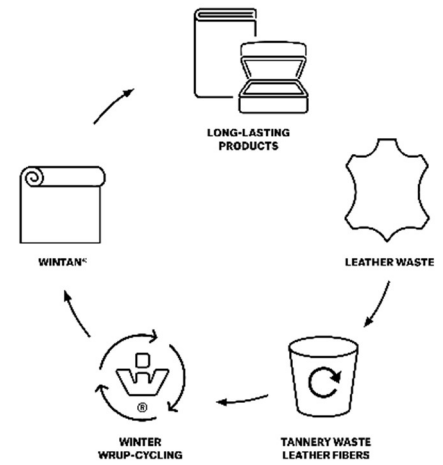 LONG-LASTING
PRODUCTS
LEATHER WASTE
TANNERY WASTE
LEATHER FIBERS
®
WINTER
WRUP-CYCLING
WINTAN®